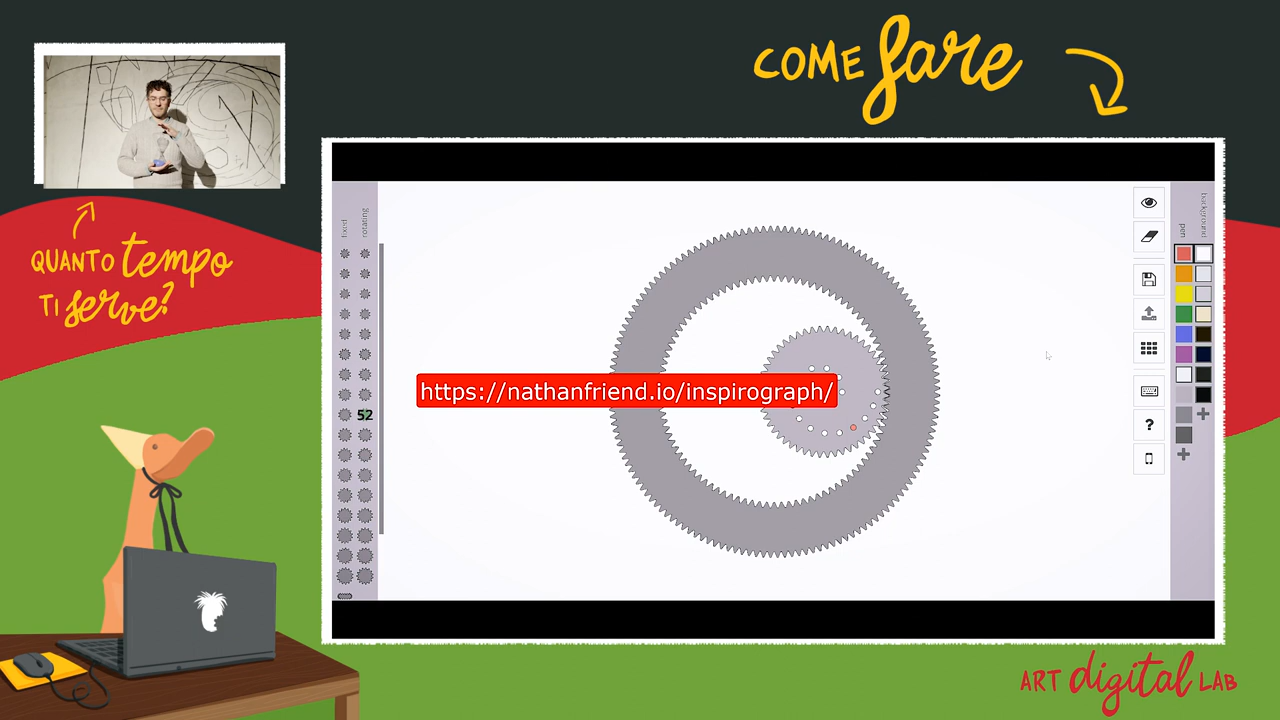 COME fare
QUANTO tempo
TI serve?
fixed
rotating
52
https://nathanfriend.io/inspirograph/
pen
background
?
ART digital LAB